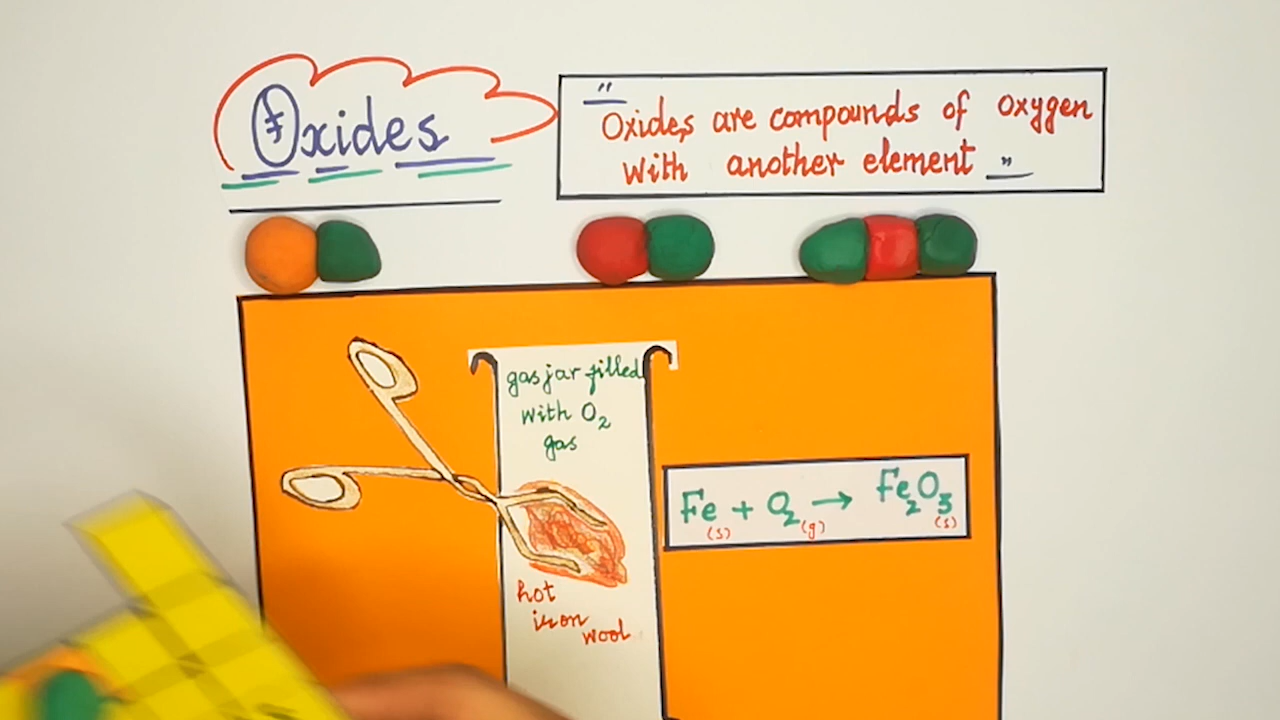 Oxides
" Oxides are compounds of oxygen
with another element "
gas jar filled
with O₂
gas
hot
iron
wool
Fe(s) + O₂(g) → Fe₂O₃(s)